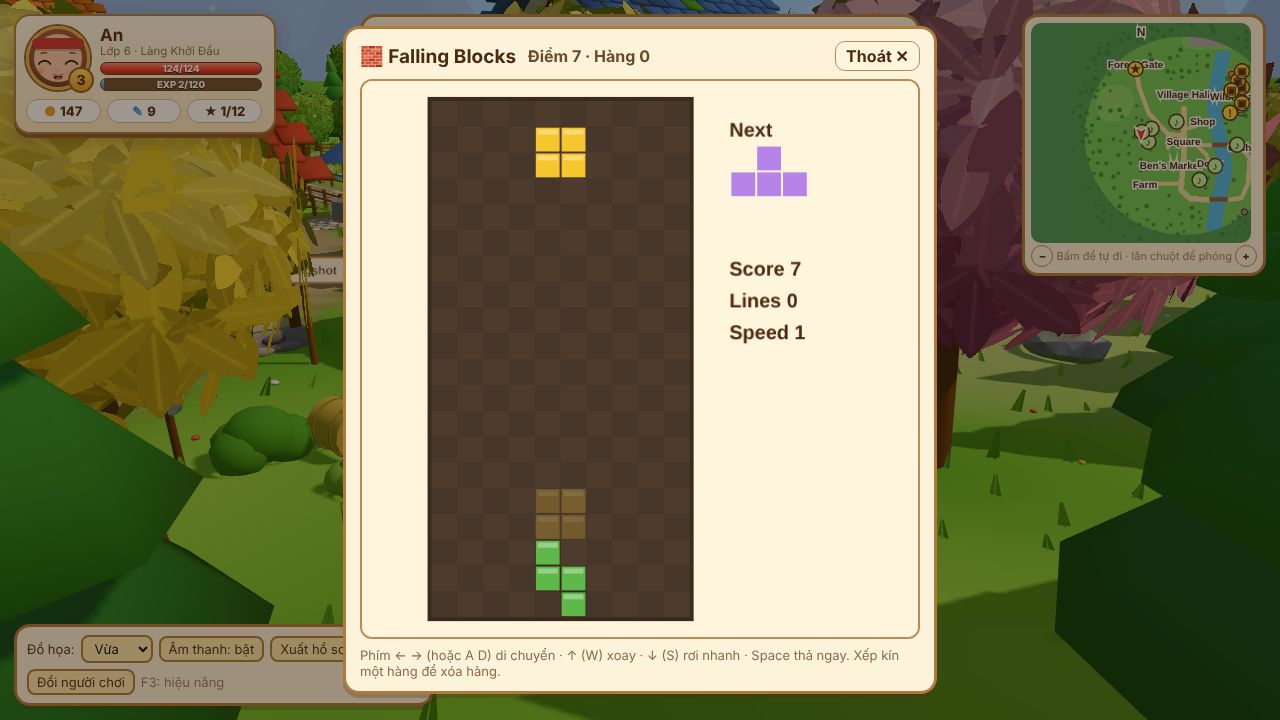 An
Lớp 6 · Làng Khởi Đầu
124/124
3
EXP 2/120
147
9
★ 1/12
Falling Blocks
Điểm 7 · Hàng 0
Thoát ✕
Next
Score 7
Lines 0
Speed 1
Phím ← → (hoặc A D) di chuyển · ↑ (W) xoay · ↓ (S) rơi nhanh · Space thả ngay. Xếp kín
một hàng để xóa hàng.
N
Gate
Village Hall
Shop
Square
Ben's
Farm
− Bấm để tự đi · lăn chuột để phóng +
Đồ họa: Vừa
Âm thanh: bật
Xuất hồ
Đổi người chơi
F3: hiệu năng